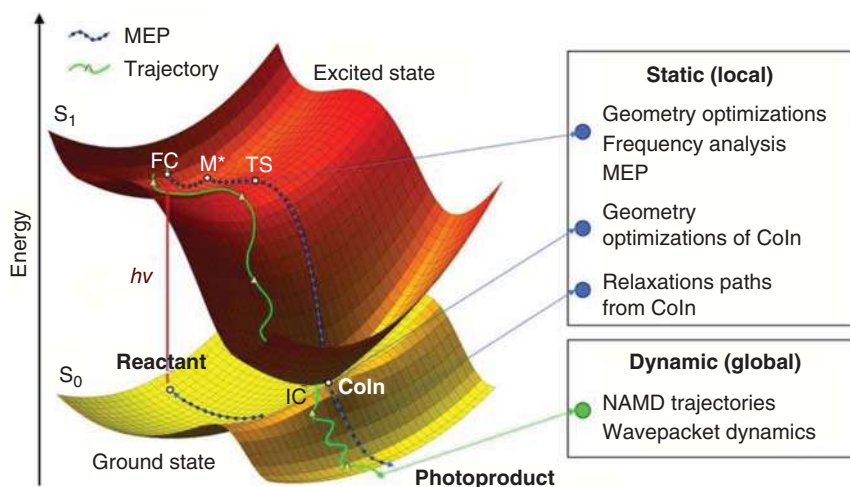 MEP
Trajectory
Excited state
S1
FC
M*
TS
Energy
hv
Reactant
S0
IC
CoIn
Ground state
Photoproduct
Static (local)
Geometry optimizations
Frequency analysis
MEP
Geometry
optimizations of CoIn
Relaxations paths
from CoIn
Dynamic (global)
NAMD trajectories
Wavepacket dynamics